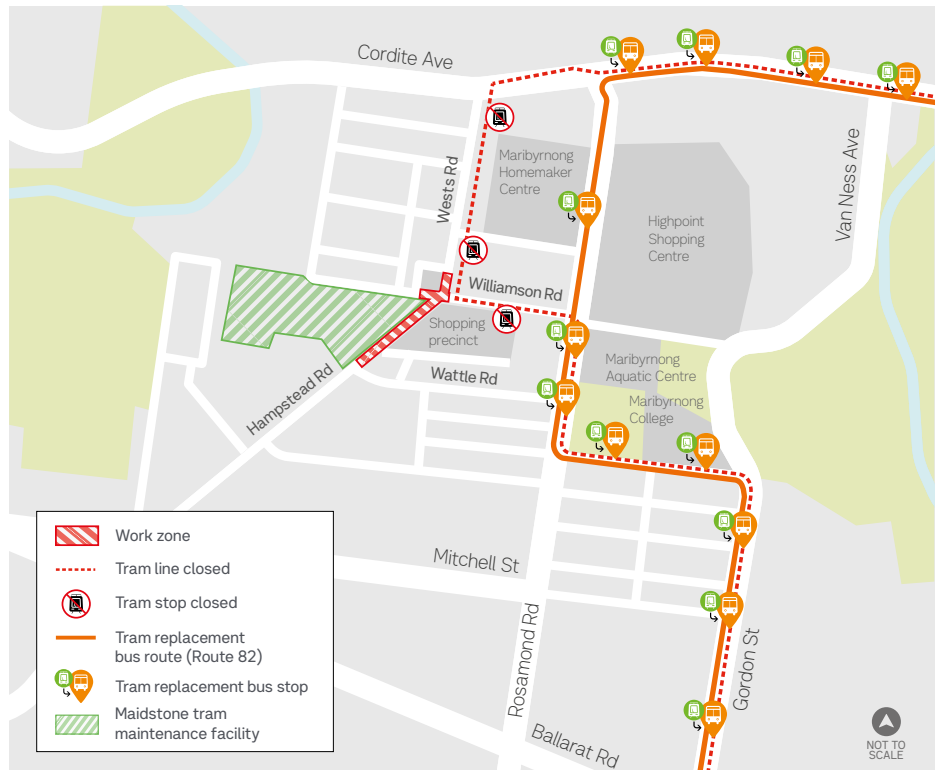 Cordite Ave
Van Ness Ave
Wests Rd
Maribyrnong
Homemaker
Centre
Highpoint
Shopping
Centre
Williamson Rd
Shopping
precinct
Maribyrnong
Aquatic Centre
Wattle Rd
Maribyrnong
College
Hampstead Rd
Mitchell St
Rosamond Rd
Gordon St
Ballarat Rd
Work zone
Tram line closed
Tram stop closed
Tram replacement
bus route (Route 82)
Tram replacement bus stop
Maidstone tram
maintenance facility
NOT TO
SCALE